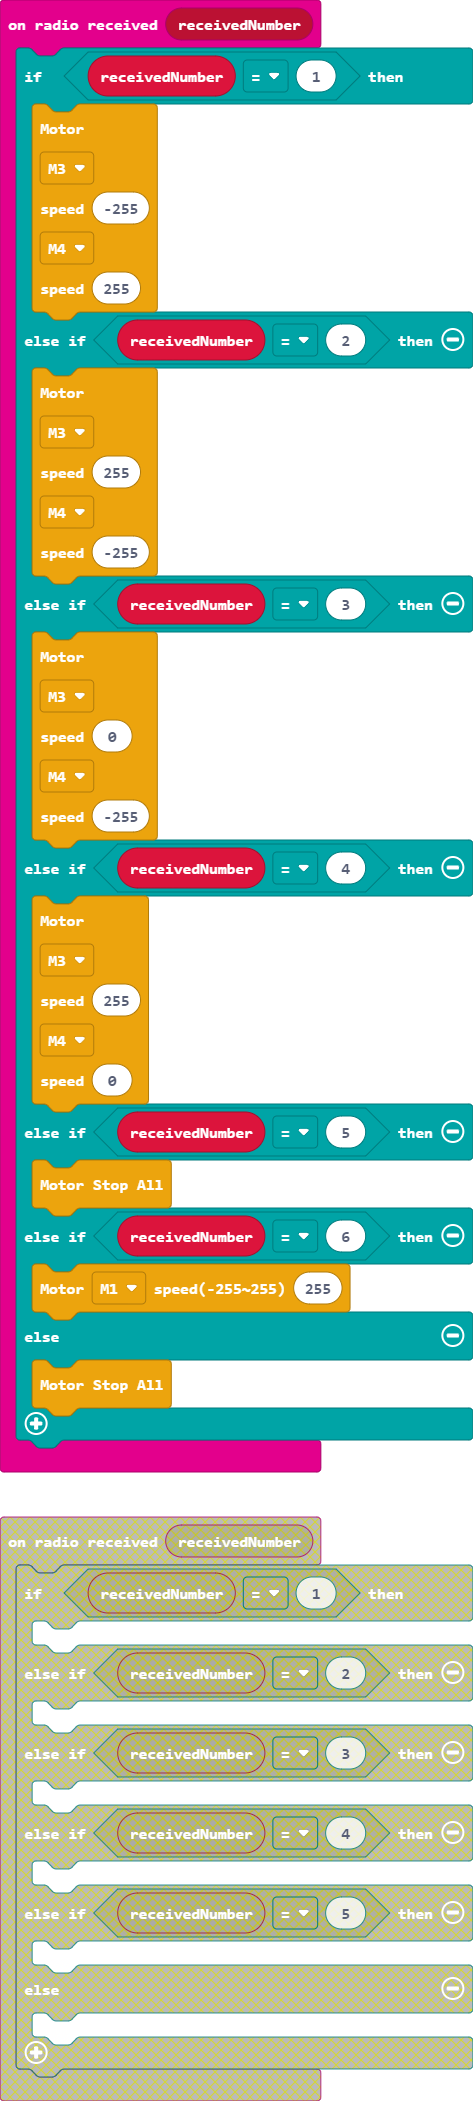 on radio received receivedNumber
if receivedNumber = 1 then
Motor
M3
speed -255
M4
speed 255
else if receivedNumber = 2 then
Motor
M3
speed 255
M4
speed -255
else if receivedNumber = 3 then
Motor
M3
speed 0
M4
speed -255
else if receivedNumber = 4 then
Motor
M3
speed 255
M4
speed 0
else if receivedNumber = 5 then
Motor Stop All
else if receivedNumber = 6 then
Motor M1 speed(-255~255) 255
else
Motor Stop All
on radio received receivedNumber
if receivedNumber = 1 then
else if receivedNumber = 2 then
else if receivedNumber = 3 then
else if receivedNumber = 4 then
else if receivedNumber = 5 then
else